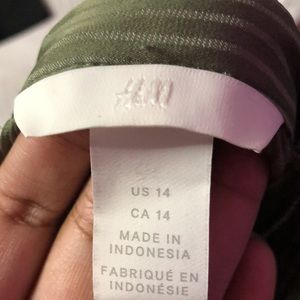 H&M
US 14
CA 14
MADE IN
INDONESIA
FABRIQUÉ EN
INDONÉSIE